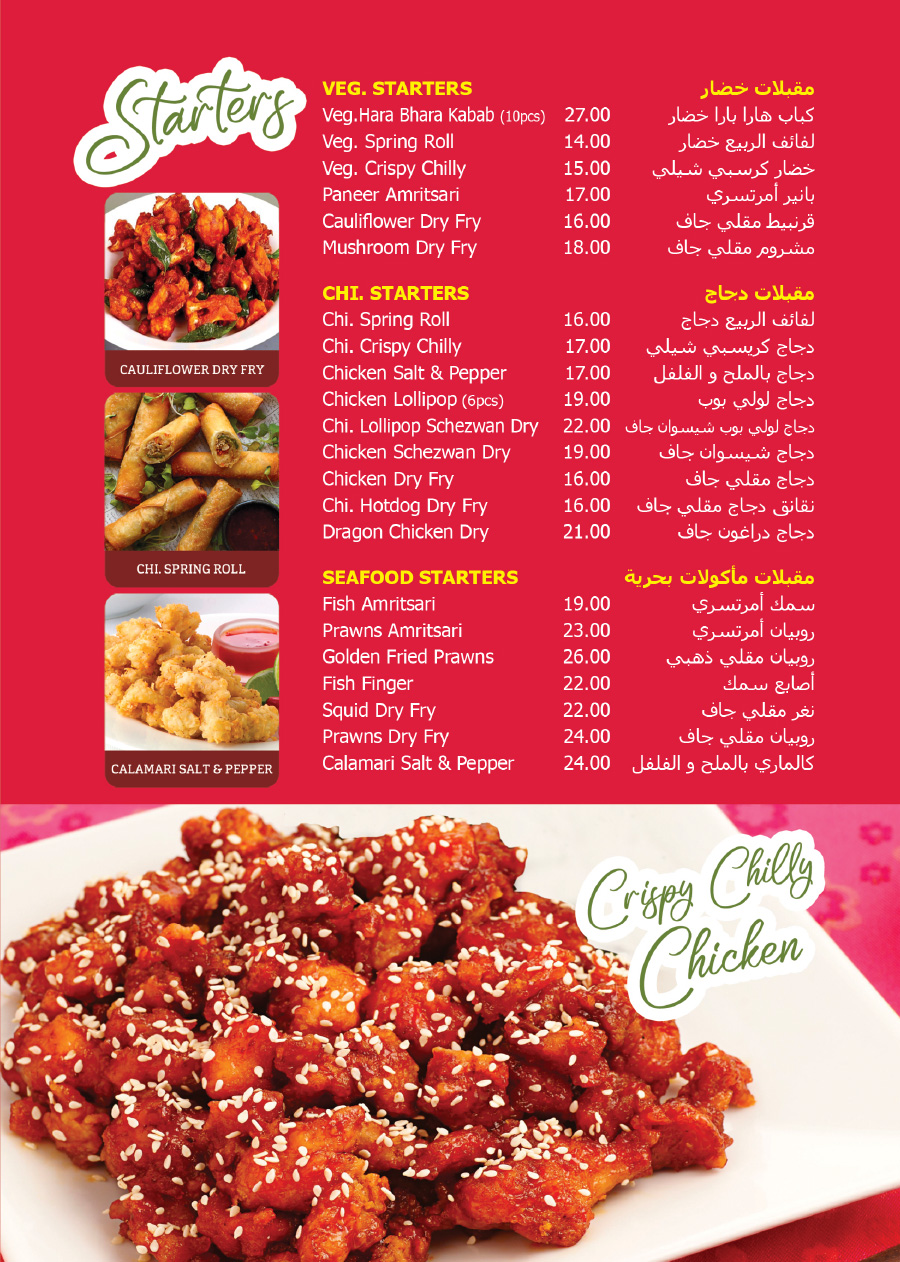 Starters
VEG. STARTERS مقبلات خضار
Veg.Hara Bhara Kabab (10pcs) 27.00 كباب هارا بارا خضار
Veg. Spring Roll 14.00 لفائف الربيع خضار
Veg. Crispy Chilly 15.00 خضار كرسبي شيلي
Paneer Amritsari 17.00 بانير أمرتسري
Cauliflower Dry Fry 16.00 قرنبيط مقلي جاف
Mushroom Dry Fry 18.00 مشروم مقلي جاف
CHI. STARTERS مقبلات دجاج
Chi. Spring Roll 16.00 لفائف الربيع دجاج
Chi. Crispy Chilly 17.00 دجاج كريسبي شيلي
Chicken Salt & Pepper 17.00 دجاج بالملح و الفلفل
Chicken Lollipop (6pcs) 19.00 دجاج لولي بوب
Chi. Lollipop Schezwan Dry 22.00 دجاج لولي بوب شيسوان جاف
Chicken Schezwan Dry 19.00 دجاج شيسوان جاف
Chicken Dry Fry 16.00 دجاج مقلي جاف
Chi. Hotdog Dry Fry 16.00 نقانق دجاج مقلي جاف
Dragon Chicken Dry 21.00 دجاج دراغون جاف
SEAFOOD STARTERS مقبلات مأكولات بحرية
Fish Amritsari 19.00 سمك أمرتسري
Prawns Amritsari 23.00 روبيان أمرتسري
Golden Fried Prawns 26.00 روبيان مقلي ذهبي
Fish Finger 22.00 أصابع سمك
Squid Dry Fry 22.00 نغر مقلي جاف
Prawns Dry Fry 24.00 روبيان مقلي جاف
Calamari Salt & Pepper 24.00 كالماري بالملح و الفلفل
CAULIFLOWER DRY FRY
CHI. SPRING ROLL
CALAMARI SALT & PEPPER
Crispy Chilly
Chicken